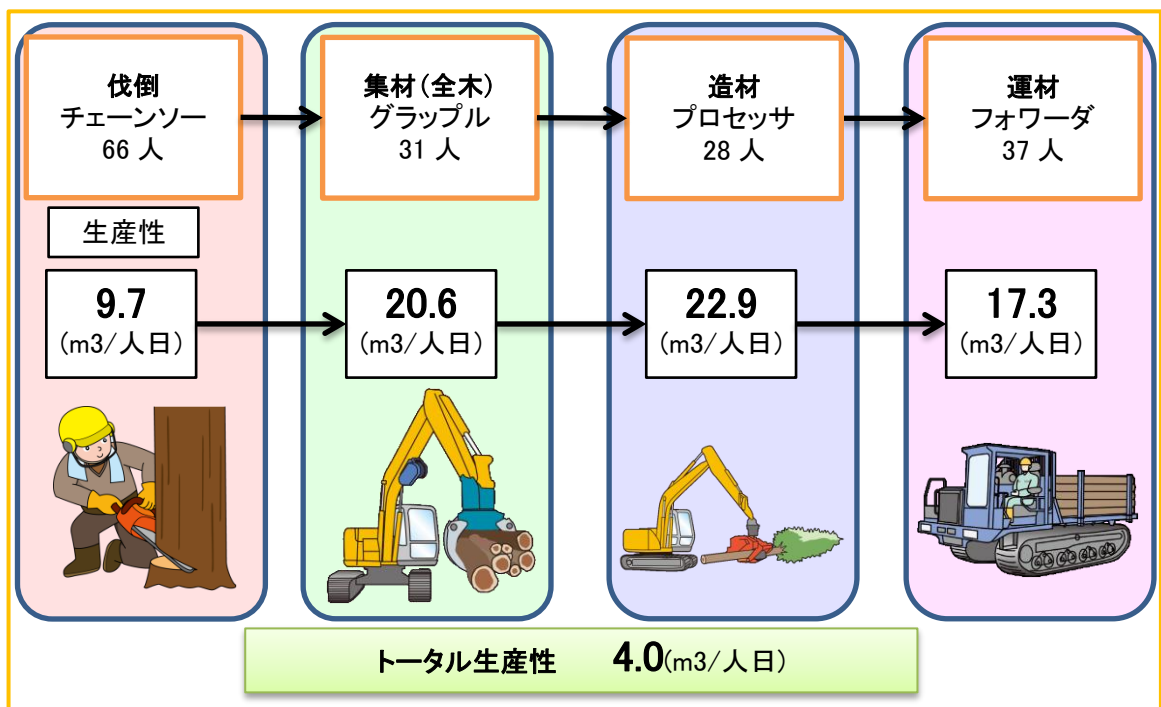 伐倒
チェーンソー
66 人
集材(全木)
グラップル
31 人
造材
プロセッサ
28 人
運材
フォワーダ
37 人
生産性
9.7
(m3/人日)
20.6
(m3/人日)
22.9
(m3/人日)
17.3
(m3/人日)
トータル生産性 4.0(m3/人日)